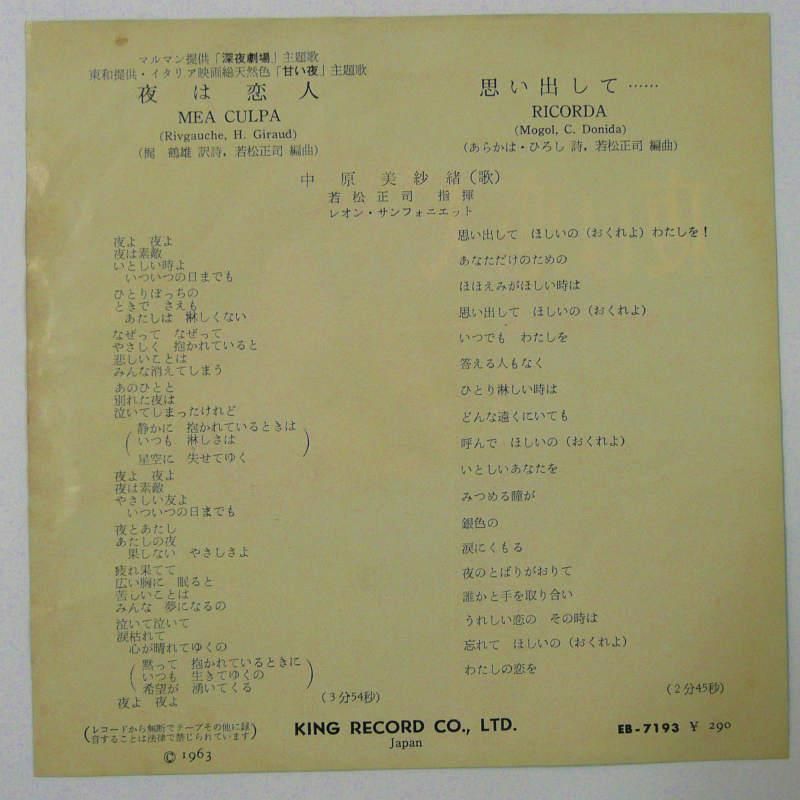 マルマン提供「深夜劇場」主題歌
東和提供・イタリア映画総天然色「甘い夜」主題歌
夜は恋人
MEA CULPA
(Rivgauche, H. Giraud)
(梶 鶴雄 訳詩，若松正司 編曲)
思い出して……
RICORDA
(Mogol, C. Donida)
(あらかは・ひろし 詩，若松正司 編曲)
中原美紗緒(歌)
若松正司 指揮
レオン・サンフォニエット
夜よ 夜よ
夜は素敵
いとしい時よ
いついつの日までも
ひとりぼっちの
ときで さえも
あたしは 淋しくない
なぜって なぜって
やさしく 抱かれていると
悲しいことは
みんな消えてしまう
あのひとと
別れた夜は
泣いてしまったけれど
(静かに 抱かれているときは
いつも 淋しさは
星空に 失せてゆく)
夜よ 夜よ
夜は素敵
やさしい友よ
いついつの日までも
夜とあたし
あたしの夜
果しない やさしさよ
疲れ果てて
広い胸に 眠ると
苦しいことは
みんな 夢になるの
泣いて泣いて
涙枯れて
心が晴れてゆくの
(黙って 抱かれているときに
いつも 生きてゆくの
希望が 湧いてくる)
夜よ 夜よ
(3分54秒)
思い出して ほしいの (おくれよ) わたしを！
あなただけのための
ほほえみがほしい時は
思い出して ほしいの (おくれよ)
いつでも わたしを
答える人もなく
ひとり淋しい時は
どんな遠くにいても
呼んで ほしいの (おくれよ)
いとしいあなたを
みつめる瞳が
銀色の
涙にくもる
夜のとばりがおりて
誰かと手を取り合い
うれしい恋の その時は
忘れて ほしいの (おくれよ)
わたしの恋を
(2分45秒)
(レコードから無断でテープその他に録
音することは法律で禁じられています)
© 1963
KING RECORD CO., LTD.
Japan
EB-7193 ¥ 290